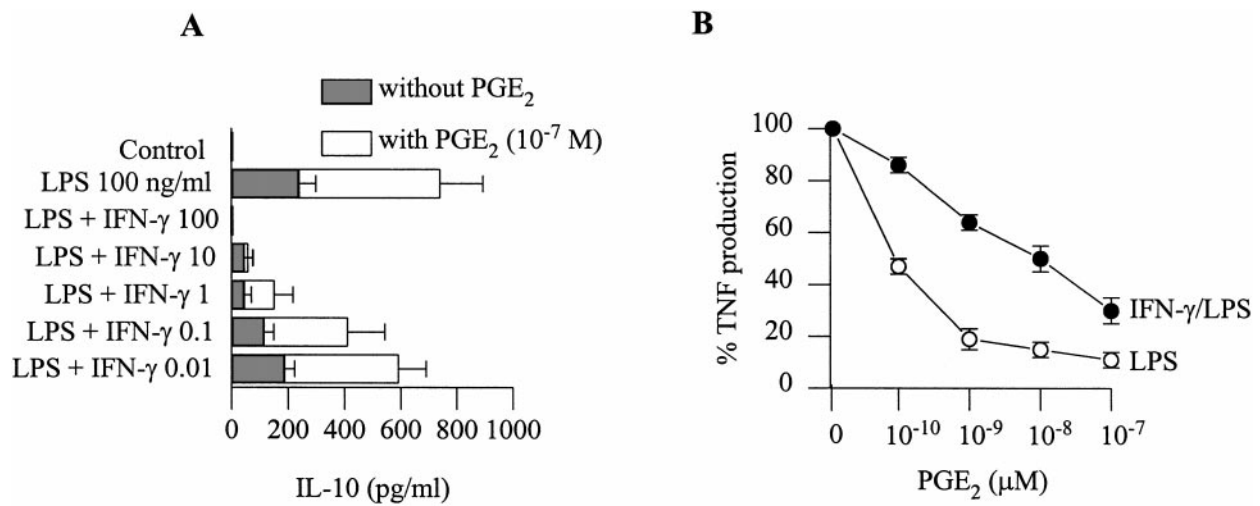 A
without PGE₂
with PGE₂ (10⁻⁷ M)
Control
LPS 100 ng/ml
LPS + IFN-γ 100
LPS + IFN-γ 10
LPS + IFN-γ 1
LPS + IFN-γ 0.1
LPS + IFN-γ 0.01
0 200 400 600 800 1000
IL-10 (pg/ml)
B
% TNF production
100
80
60
40
20
0
IFN-γ/LPS
LPS
0 10⁻¹⁰ 10⁻⁹ 10⁻⁸ 10⁻⁷
PGE₂ (μM)